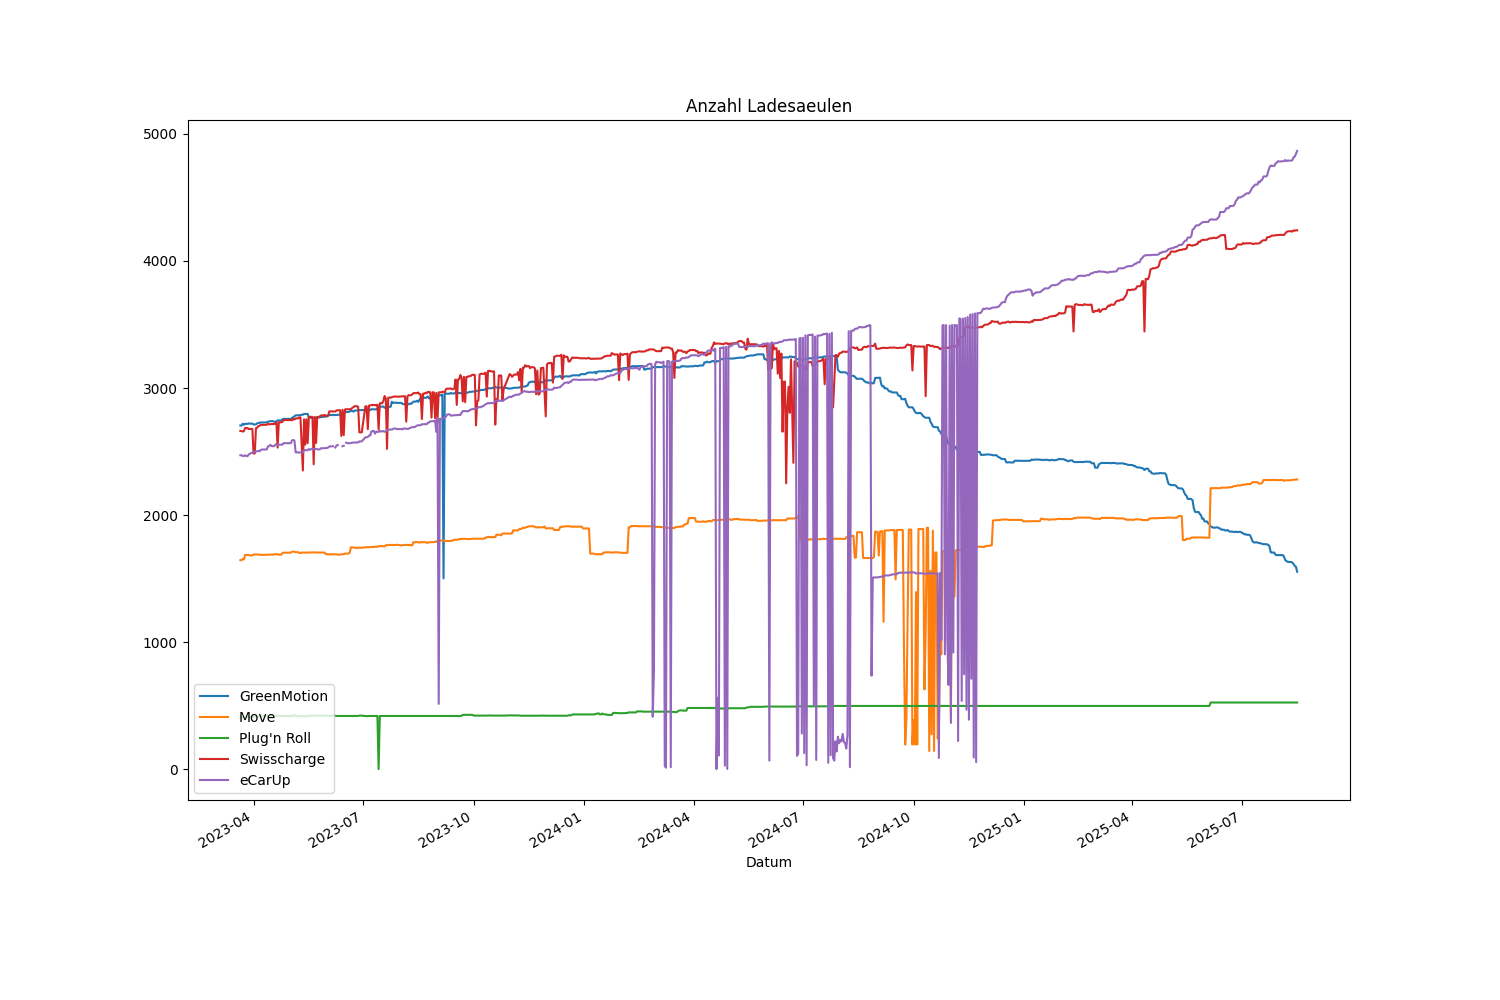 Anzahl Ladesaeulen
5000
4000
3000
2000
1000
0
GreenMotion
Move
Plug'n Roll
Swisscharge
eCarUp
2023-04
2023-07
2023-10
2024-01
2024-04
2024-07
2024-10
2025-01
2025-04
2025-07
Datum